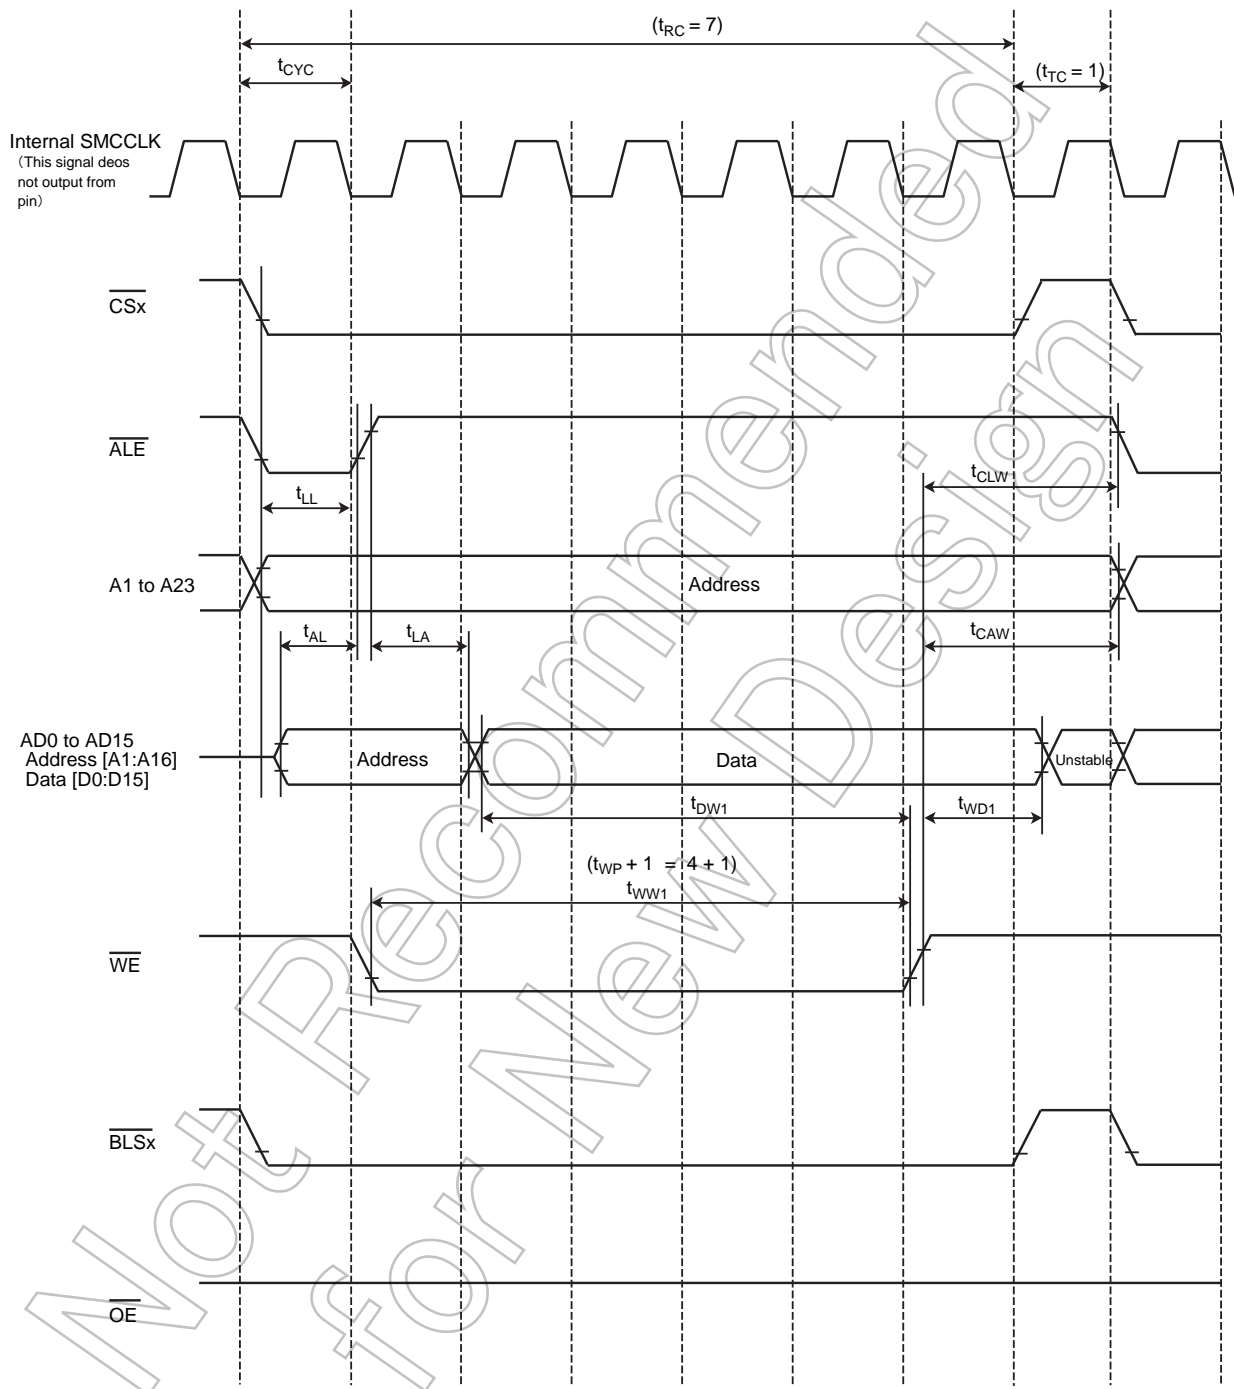 (tRC = 7)
tCYC
(tTC = 1)
Internal SMCCLK
(This signal deos
not output from
pin)
CSx
ALE
tLL
tCLW
A1 to A23
Address
tAL
tLA
tCAW
AD0 to AD15
Address [A1:A16]
Data [D0:D15]
Address
Data
Unstable
tDW1
tWD1
(tWP + 1 = 4 + 1)
tWW1
WE
BLSx
OE
Not Recommended
for New Design